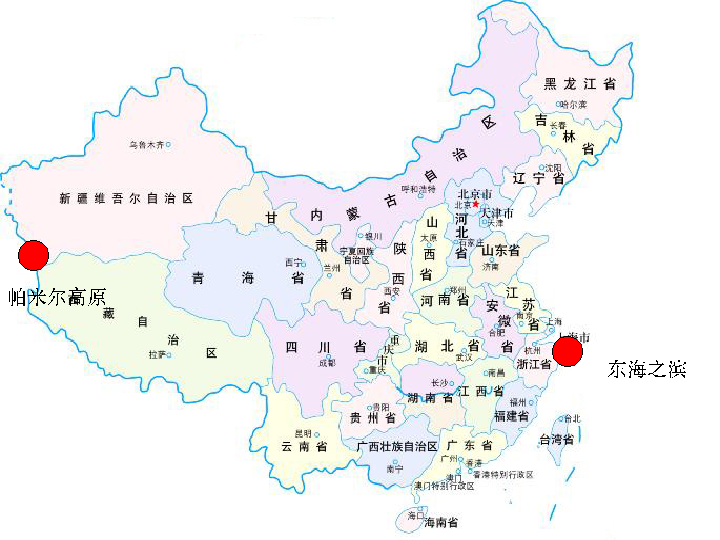 黑龙江省
哈尔滨
吉
长春
林
省
乌鲁木齐
沈阳
辽宁省
新疆维吾尔自治区
内蒙古自治区
呼和浩特
北京市
北京
天津市
天津
甘
肃
省
河
北
省
石家庄
山
西
省
太原
银川
宁夏回族
自治区
陕
西
省
西安
山东省
济南
青海省
西宁
兰州
帕米尔高原
藏
自
治
区
拉萨
郑州
河南省
江
苏
省
南京
安
徽
省
合肥
上海
上海市
四川省
成都
重
庆
市
重庆
湖北省
武汉
杭州
浙江省
东海之滨
南昌
长沙
江西省
湖南省
贵阳
贵州省
福州
福建省
台北
台湾省
昆明
云南省
广西壮族自治区
南宁
广东省
广州
香港
香港特别行政区
澳门
澳门特别行政区
海口
海南省